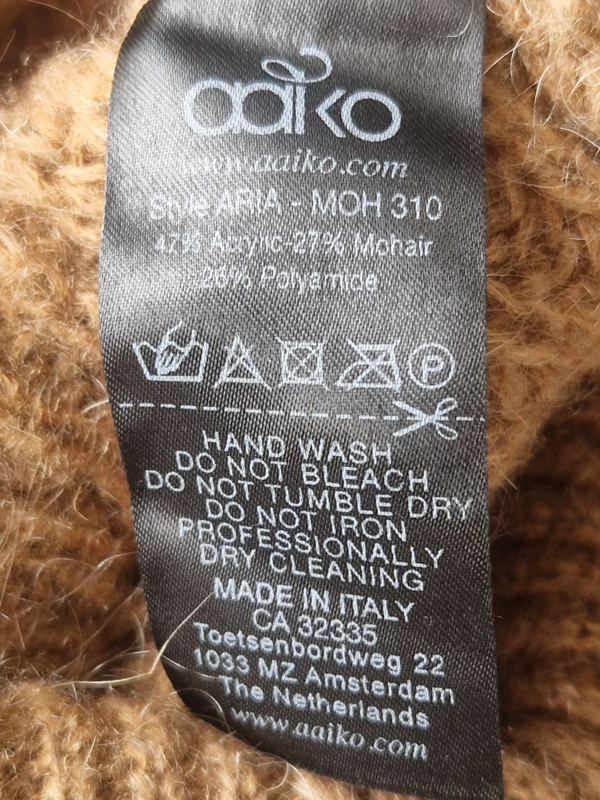 aaiko
www.aaiko.com
Style ARIA - MOH 310
47% Acrylic-27% Mohair
26% Polyamide
P
HAND WASH
DO NOT BLEACH
DO NOT TUMBLE DRY
DO NOT IRON
PROFESSIONALLY
DRY CLEANING
MADE IN ITALY
CA 32335
Toetsenbordweg 22
1033 MZ Amsterdam
The Netherlands
www.aaiko.com